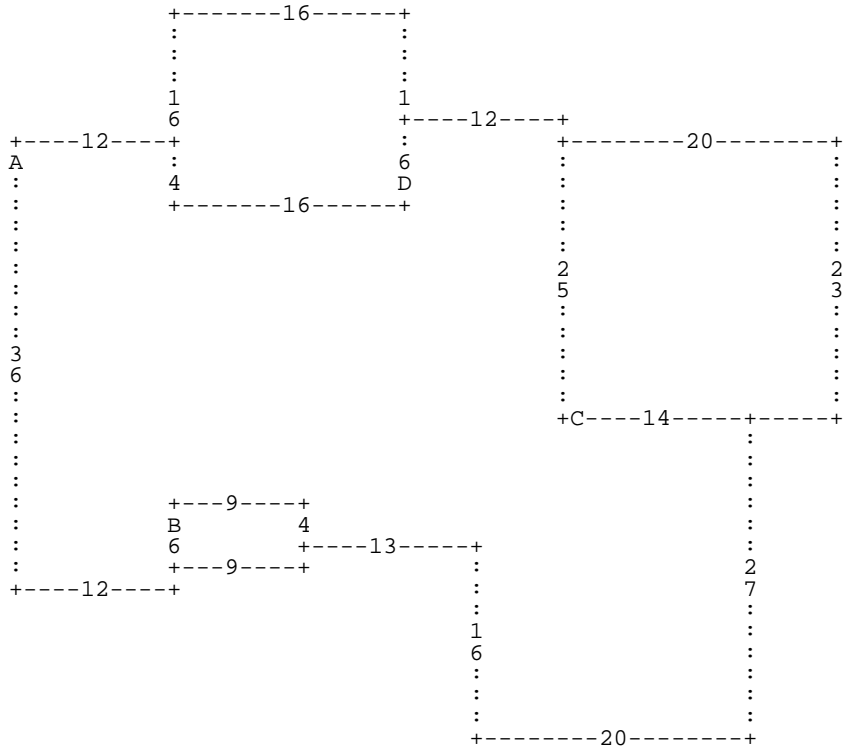 +-------16------+
           :               :
           :               :
           :               :
           1               1
           6               +----12----+
+----12----+               :          +--------20--------+
A          :               6          :                  :
:          4               D          :                  :
:          +-------16------+          :                  :
:                                     :                  :
:                                     :                  :
:                                     2                  2
:                                     5                  3
:                                     :                  :
:                                     :                  :
3                                     :                  :
6                                     :                  :
:                                     :                  :
:                                     +C----14-----+-----+
:                                                  :
:                                                  :
:                                                  :
:          +---9----+                              :
:          B        4                              :
:          6        +----13-----+                  :
:          +---9----+           :                  2
+----12----+                    :                  7
                                :                  :
                                1                  :
                                6                  :
                                :                  :
                                :                  :
                                :                  :
                                +--------20--------+